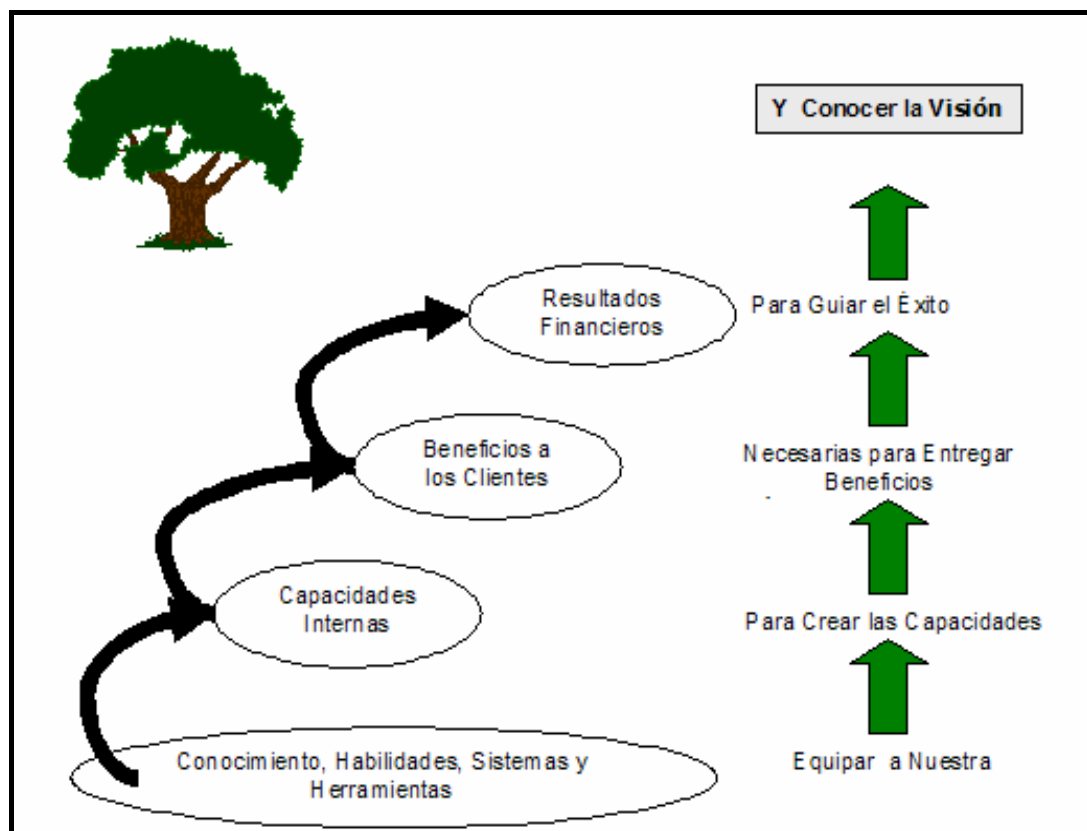 Y Conocer la Visión
Resultados
Financieros
Para Guiar el Éxito
Beneficios a
los Clientes
Necesarias para Entregar
Beneficios
Capacidades
Internas
Para Crear las Capacidades
Conocimiento, Habilidades, Sistemas y
Herramientas
Equipar a Nuestra